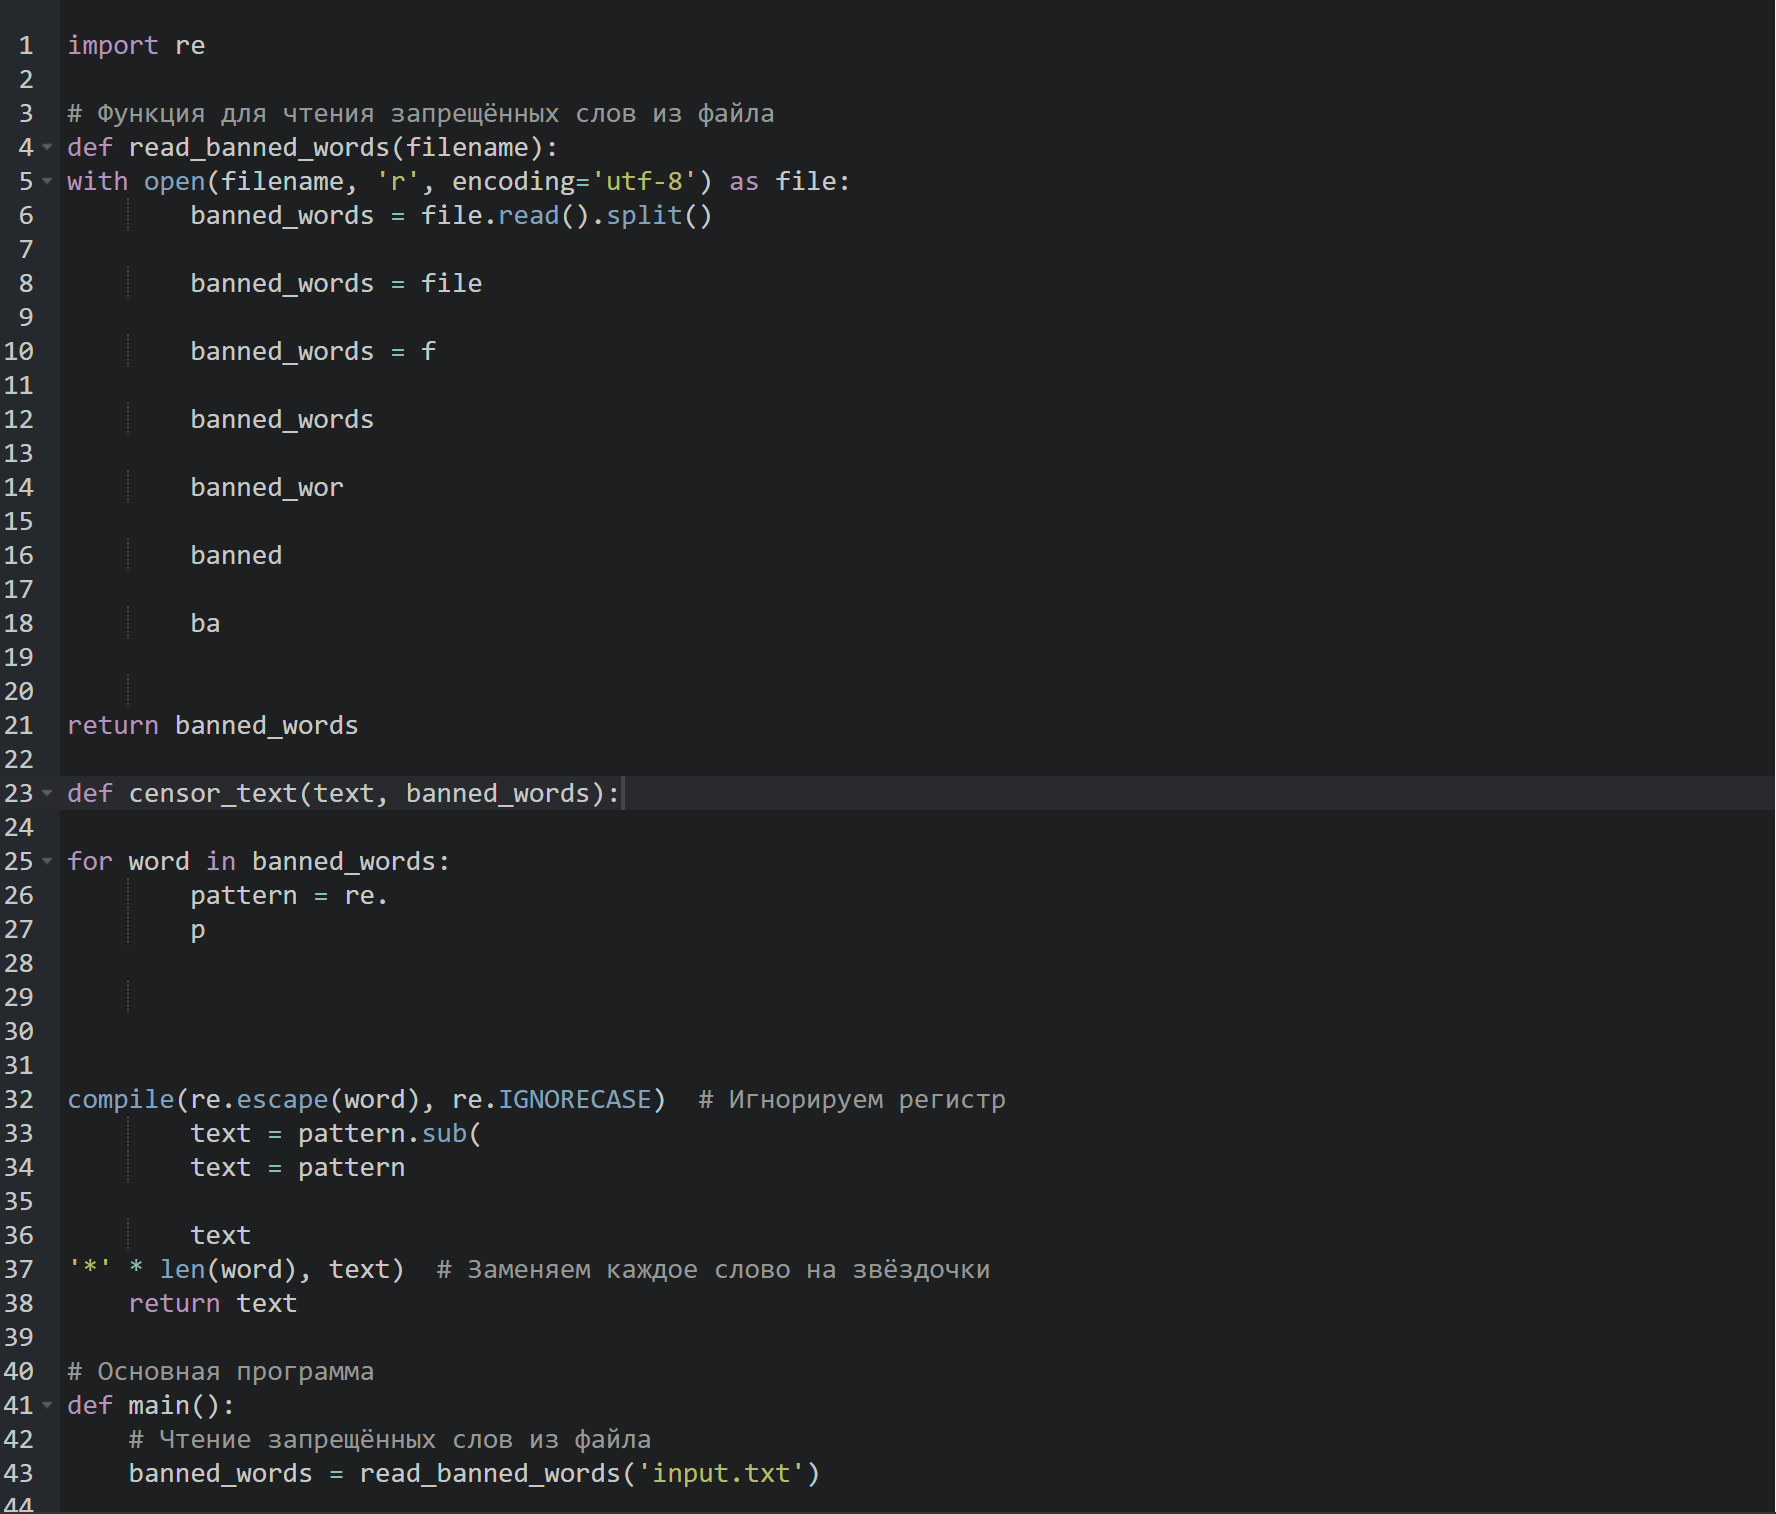 1 import re
2
3 # Функция для чтения запрещённых слов из файла
4 def read_banned_words(filename):
5 with open(filename, 'r', encoding='utf-8') as file:
6         banned_words = file.read().split()
7
8         banned_words = file
9
10         banned_words = f
11
12         banned_words
13
14         banned_wor
15
16         banned
17
18         ba
19
20
21 return banned_words
22
23 def censor_text(text, banned_words):
24
25 for word in banned_words:
26         pattern = re.
27         p
28
29
30
31
32 compile(re.escape(word), re.IGNORECASE)  # Игнорируем регистр
33         text = pattern.sub(
34         text = pattern
35
36         text
37 '*' * len(word), text)  # Заменяем каждое слово на звёздочки
38     return text
39
40 # Основная программа
41 def main():
42     # Чтение запрещённых слов из файла
43     banned_words = read_banned_words('input.txt')
44